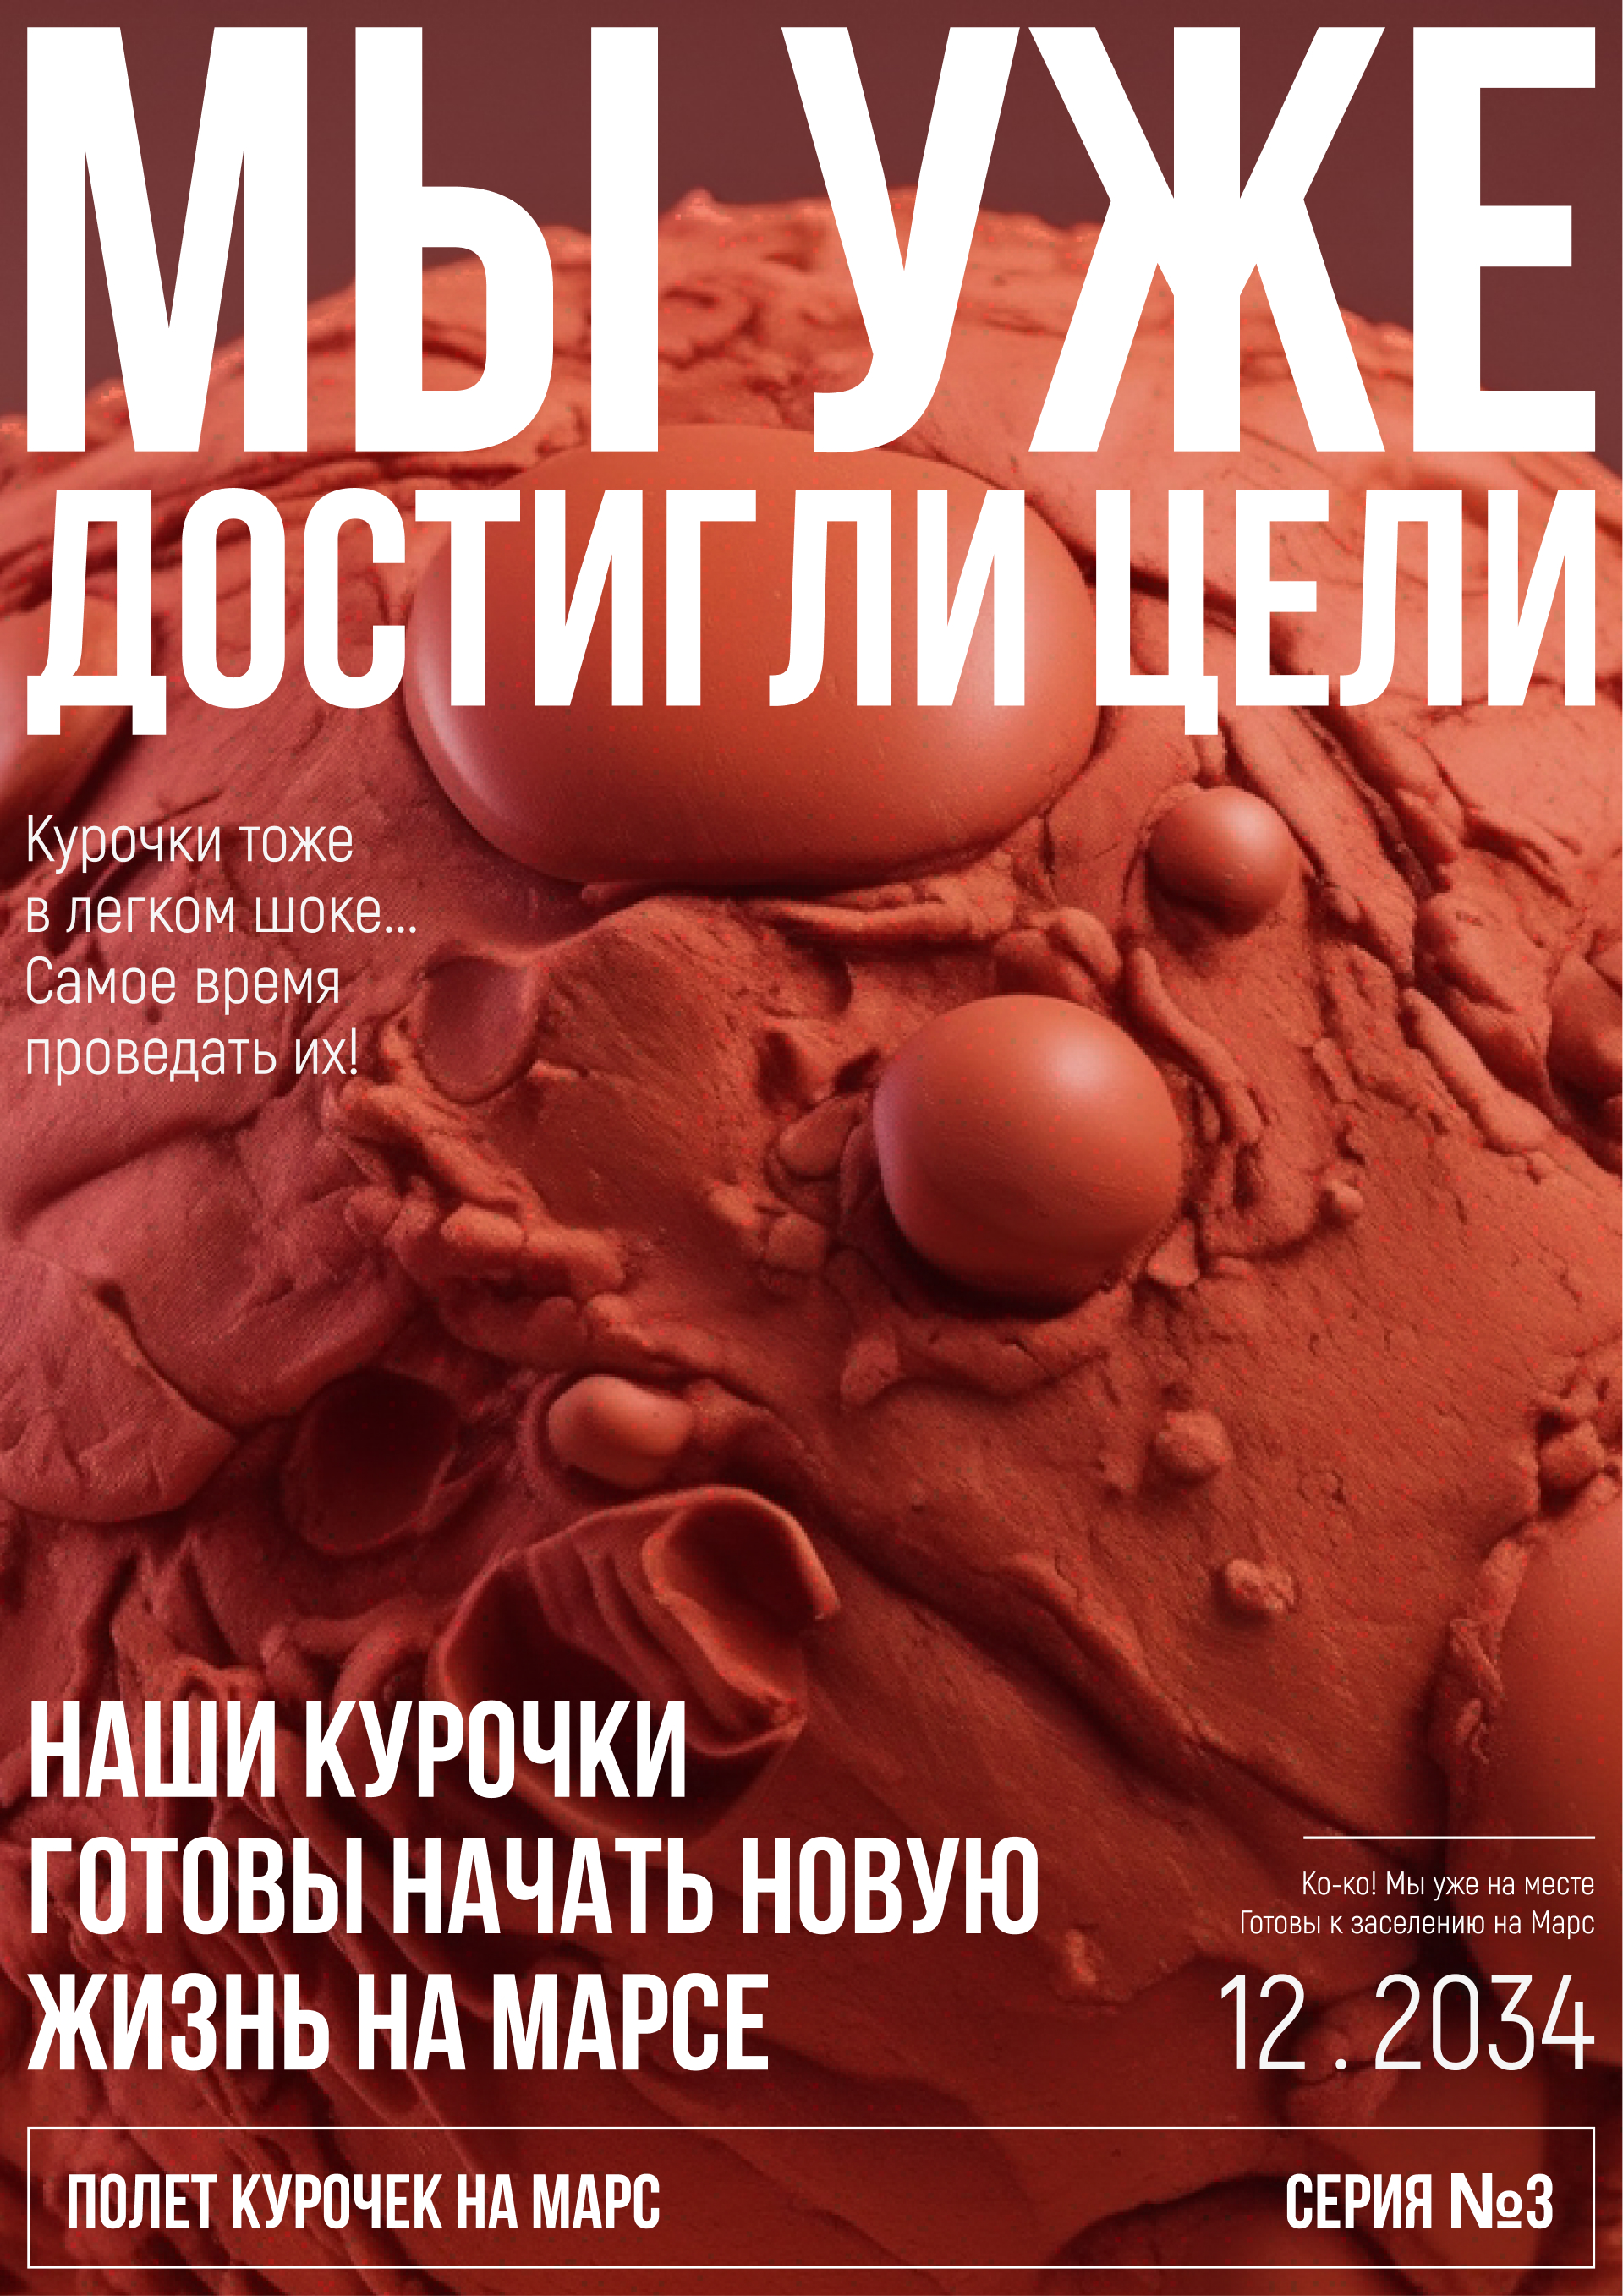 МЫ УЖЕ
ДОСТИГЛИ ЦЕЛИ
Курочки тоже
в легком шоке...
Самое время
проведать их!
НАШИ КУРОЧКИ
ГОТОВЫ НАЧАТЬ НОВУЮ
ЖИЗНЬ НА МАРСЕ
Ко-ко! Мы уже на месте
Готовы к заселению на Марс
12.2034
ПОЛЕТ КУРОЧЕК НА МАРС
СЕРИЯ №3